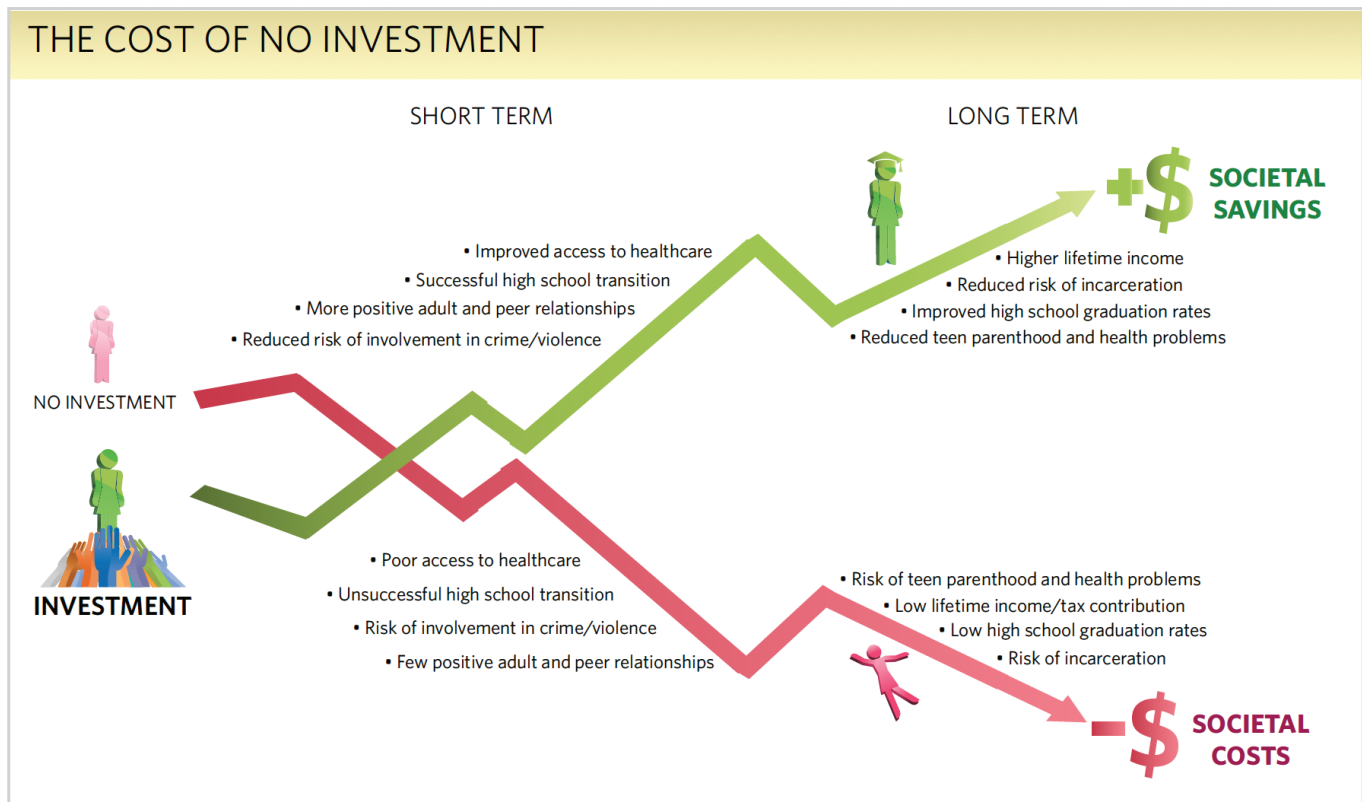 THE COST OF NO INVESTMENT
SHORT TERM
LONG TERM
+$ SOCIETAL
SAVINGS
• Improved access to healthcare
• Successful high school transition
• More positive adult and peer relationships
• Reduced risk of involvement in crime/violence
• Higher lifetime income
• Reduced risk of incarceration
• Improved high school graduation rates
• Reduced teen parenthood and health problems
NO INVESTMENT
INVESTMENT
• Poor access to healthcare
• Unsuccessful high school transition
• Risk of involvement in crime/violence
• Few positive adult and peer relationships
• Risk of teen parenthood and health problems
• Low lifetime income/tax contribution
• Low high school graduation rates
• Risk of incarceration
-$ SOCIETAL
COSTS